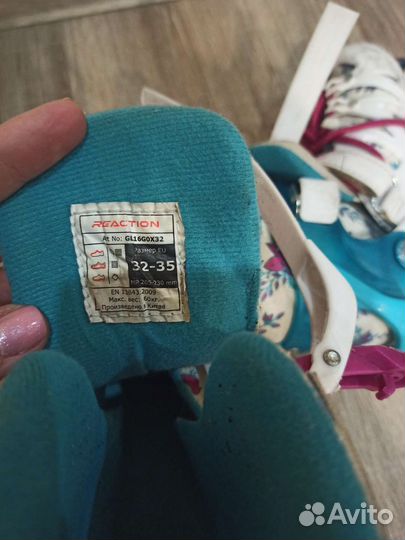 REACTION
Art No: GL16G0X32
Размер EU
32-35
MP 205-230 mm
EN 13843:2009
Макс. вес: 60кг.
Произведено в Китае
Avito